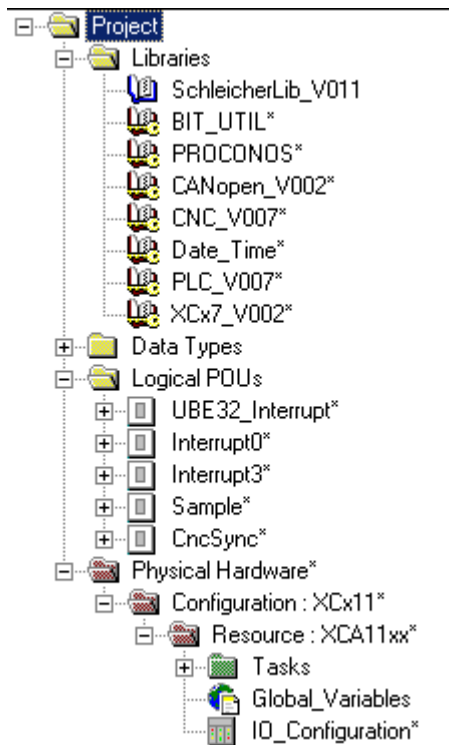 Project
Libraries
SchleicherLib_V011
BIT_UTIL*
PROCONOS*
CANopen_V002*
CNC_V007*
Date_Time*
PLC_V007*
XCx7_V002*
Data Types
Logical POUs
UBE32_Interrupt*
Interrupt0*
Interrupt3*
Sample*
CncSync*
Physical Hardware*
Configuration : XCx11*
Resource : XCA11xx*
Tasks
Global_Variables
IO_Configuration*